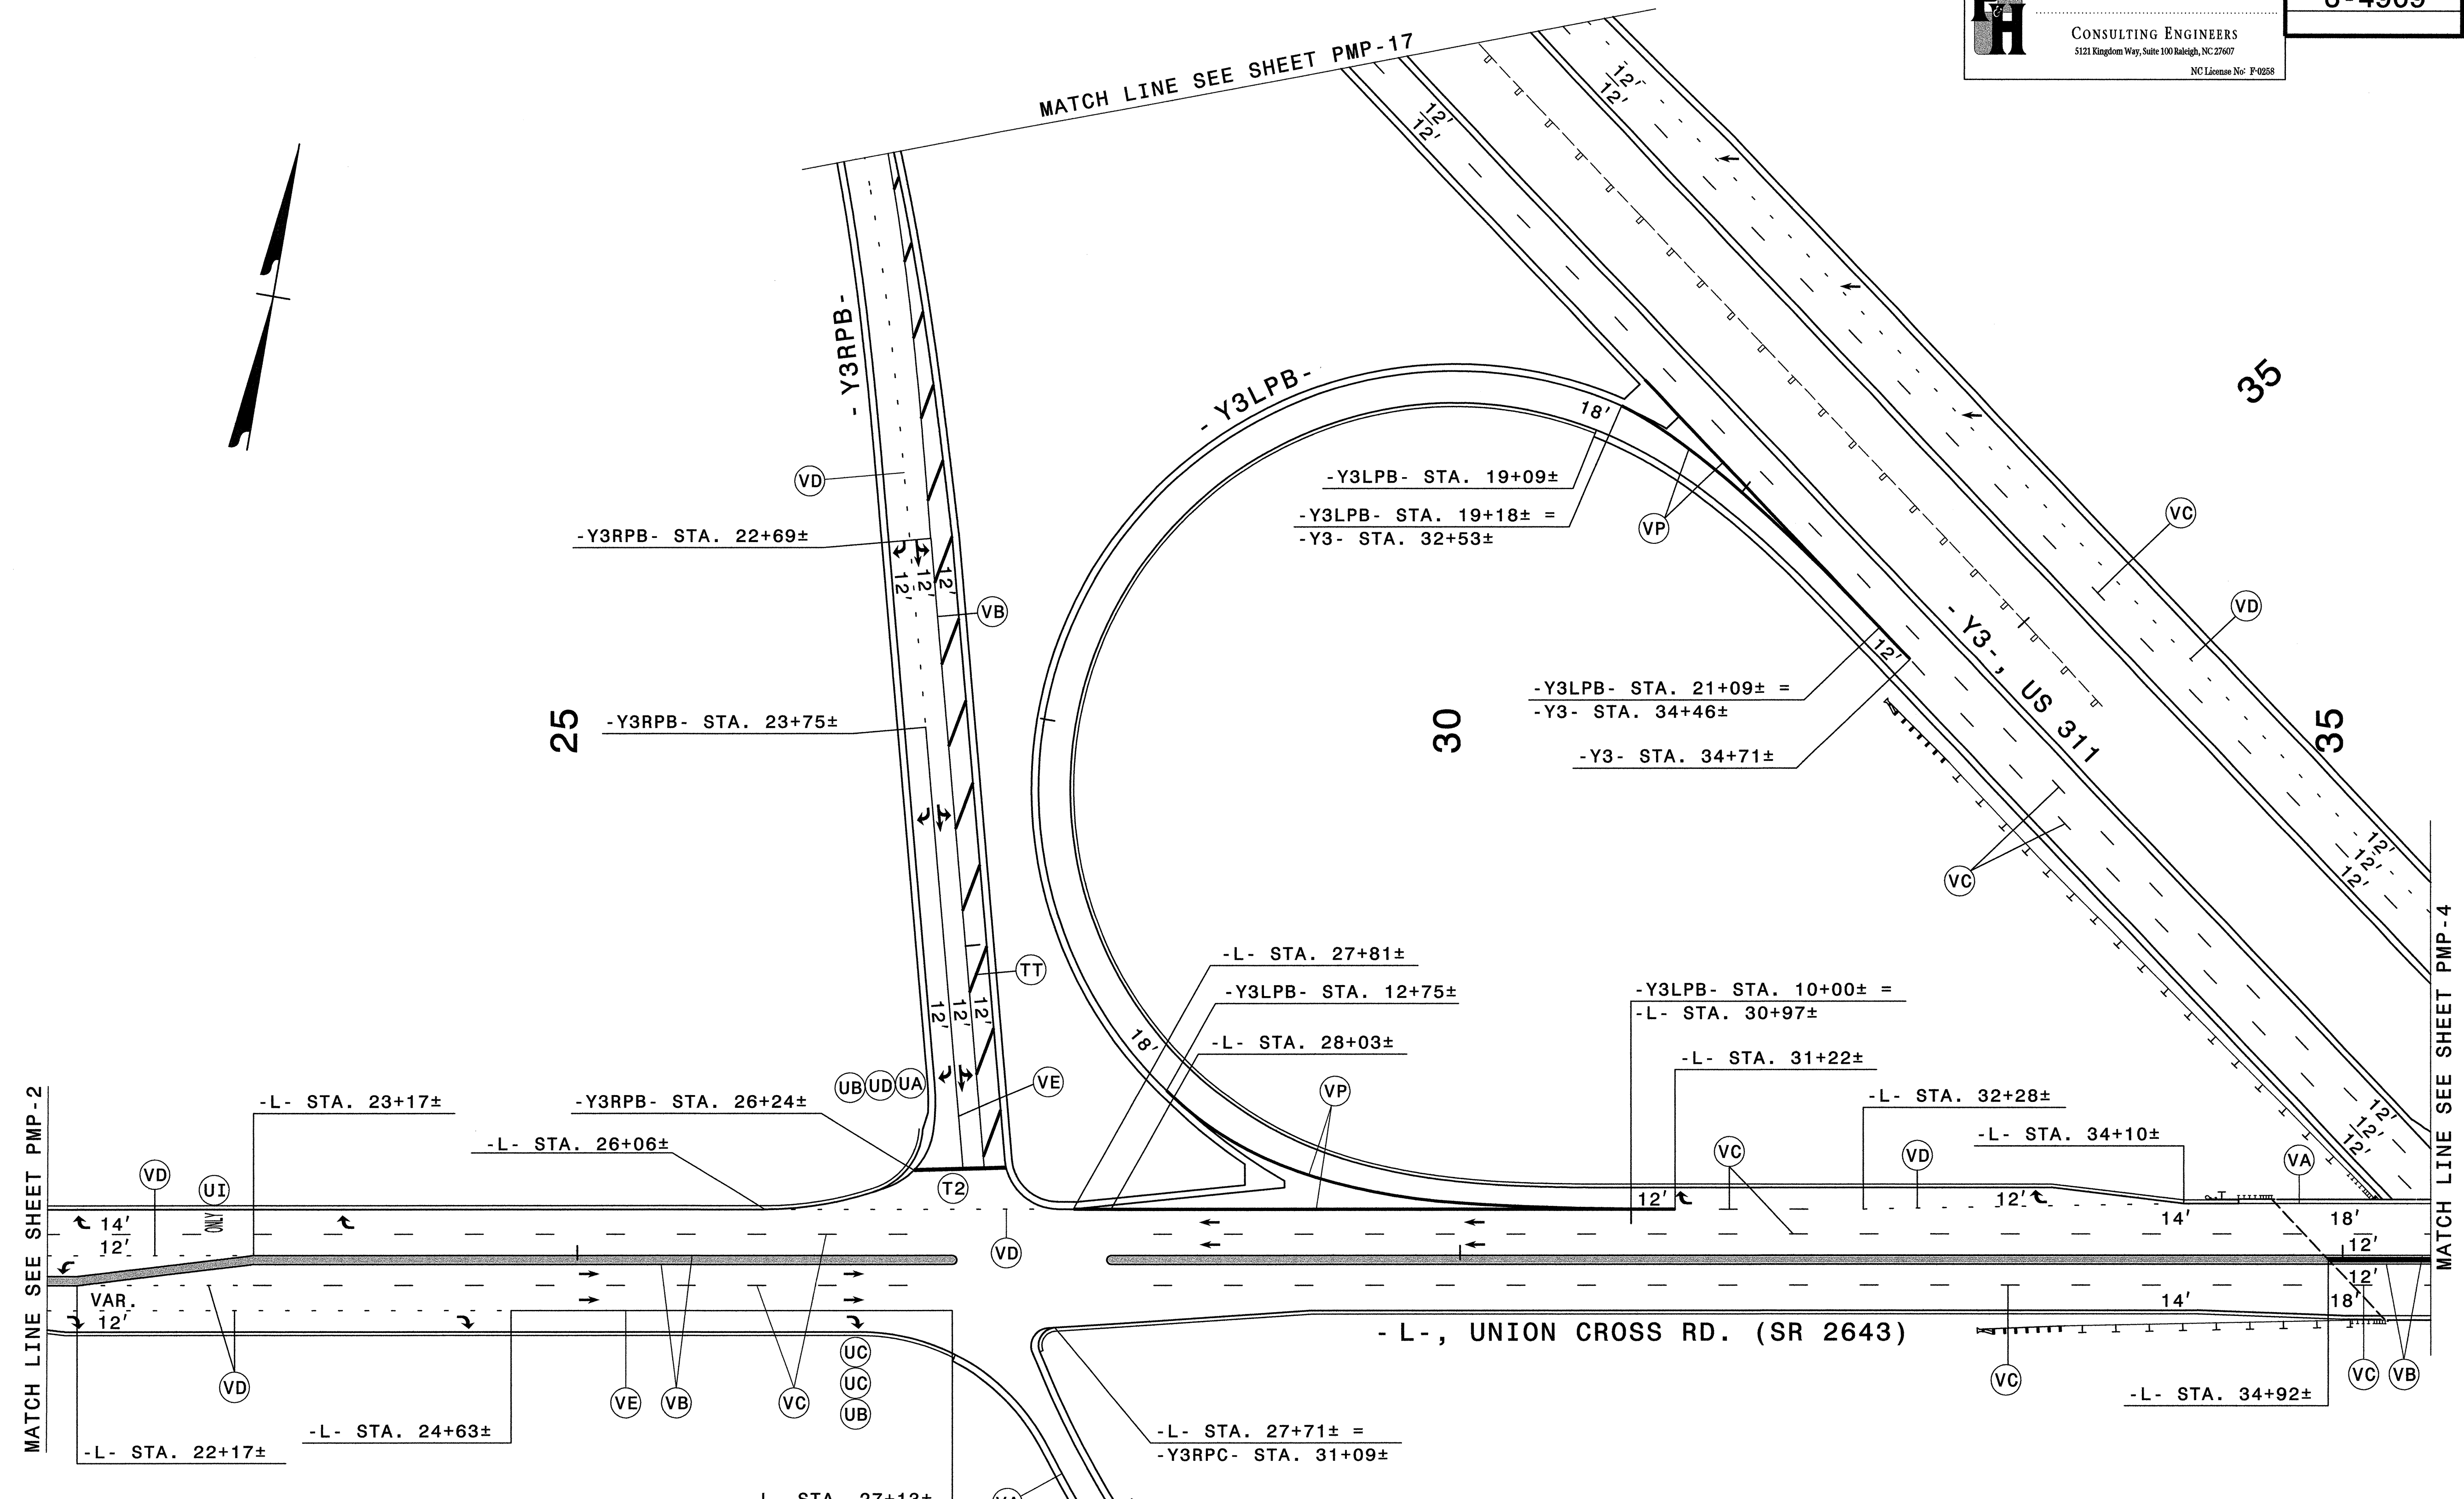 U-4909
P&H
CONSULTING ENGINEERS
5121 Kingdom Way, Suite 100 Raleigh, NC 27607
NC License No: F-0258
MATCH LINE SEE SHEET PMP-17
12'
12'
12'
12'
-Y3RPB-
-Y3LPB-
35
18'
VD
-Y3LPB- STA. 19+09±
-Y3LPB- STA. 19+18± =
-Y3- STA. 32+53±
VP
VC
-Y3RPB- STA. 22+69±
12'
12'
12'
VB
VD
-Y3-, US 311
12'
-Y3LPB- STA. 21+09± =
-Y3- STA. 34+46±
25
-Y3RPB- STA. 23+75±
30
35
-Y3- STA. 34+71±
VC
12'
12'
12'
TT
-L- STA. 27+81±
-Y3LPB- STA. 12+75±
-L- STA. 28+03±
-Y3LPB- STA. 10+00± =
-L- STA. 30+97±
12'
12'
12'
18'
-L- STA. 31+22±
UB
UD
UA
VE
VP
-L- STA. 23+17±
-Y3RPB- STA. 26+24±
-L- STA. 26+06±
-L- STA. 32+28±
-L- STA. 34+10±
12'
12'
12'
MATCH LINE SEE SHEET PMP-2
MATCH LINE SEE SHEET PMP-4
VD
UI
T2
VC
VD
VA
ONLY
14'
12'
VD
12'
12'
14'
18'
12'
VAR.
12'
12'
14'
18'
-L-, UNION CROSS RD. (SR 2643)
UC
UC
UB
VD
VE
VB
VC
VC
VC
VB
-L- STA. 34+92±
-L- STA. 24+63±
-L- STA. 22+17±
-L- STA. 27+71± =
-Y3RPC- STA. 31+09±
-L- STA. 27+13±